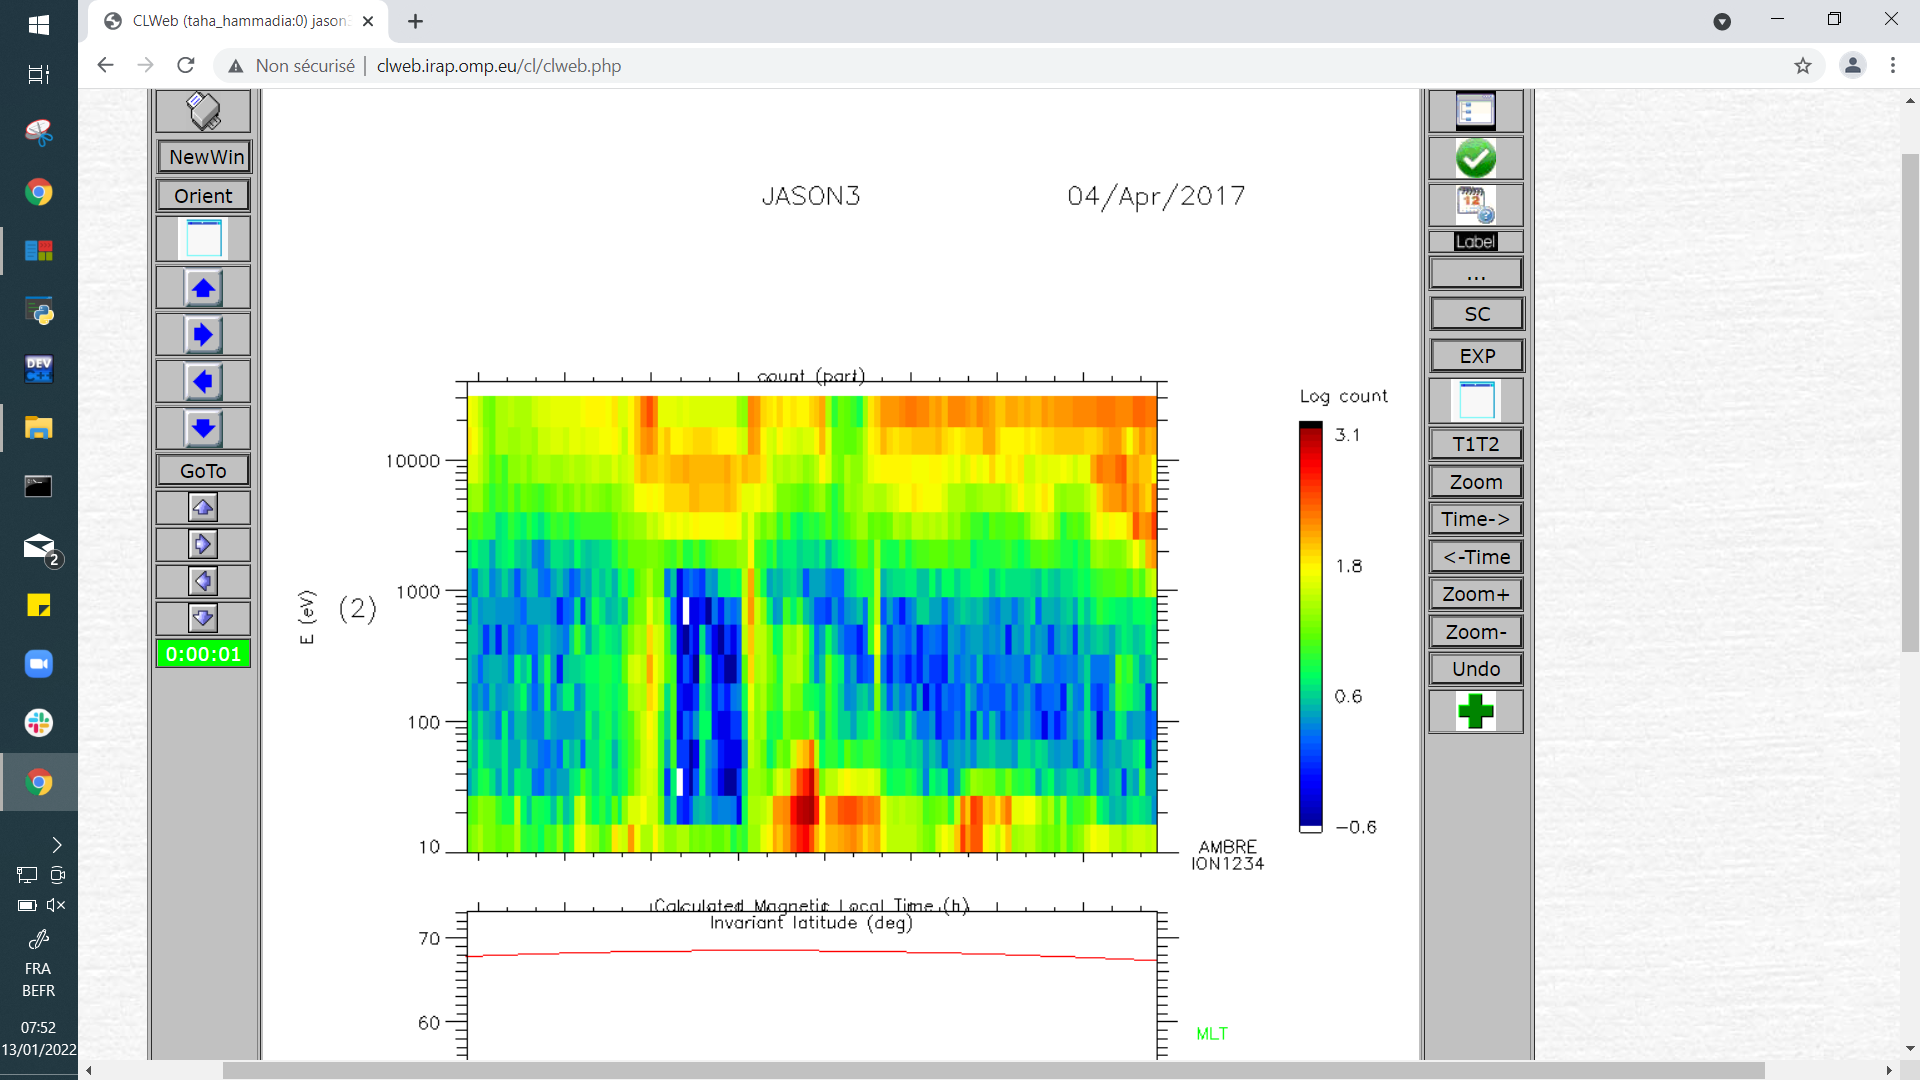 CLWeb (taha_hammadia:0) jason3
Non sécurisé | clweb.irap.omp.eu/cl/clweb.php
NewWin
Orient
GoTo
0:00:01
JASON3 04/Apr/2017
count (part)
Log count
3.1
1.8
0.6
−0.6
10000
1000
100
10
E (eV)
(2)
AMBRE
ION1234
Calculated Magnetic Local Time (h)
Invariant latitude (deg)
70
60
MLT
12
Label
...
SC
EXP
T1T2
Zoom
Time->
<-Time
Zoom+
Zoom-
Undo
DEV
C++
2
FRA
BEFR
07:52
13/01/2022